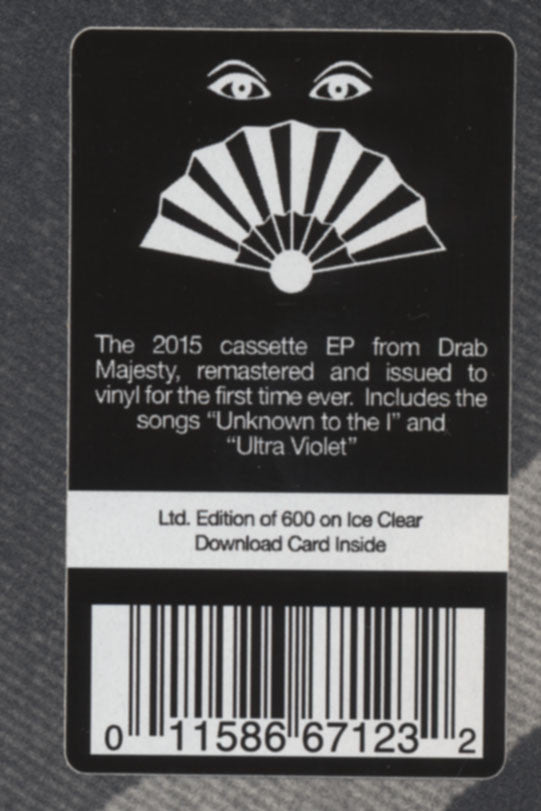 The 2015 cassette EP from Drab
Majesty, remastered and issued to
vinyl for the first time ever. Includes the
songs “Unknown to the I” and
“Ultra Violet”
Ltd. Edition of 600 on Ice Clear
Download Card Inside
0 11586 67123 2